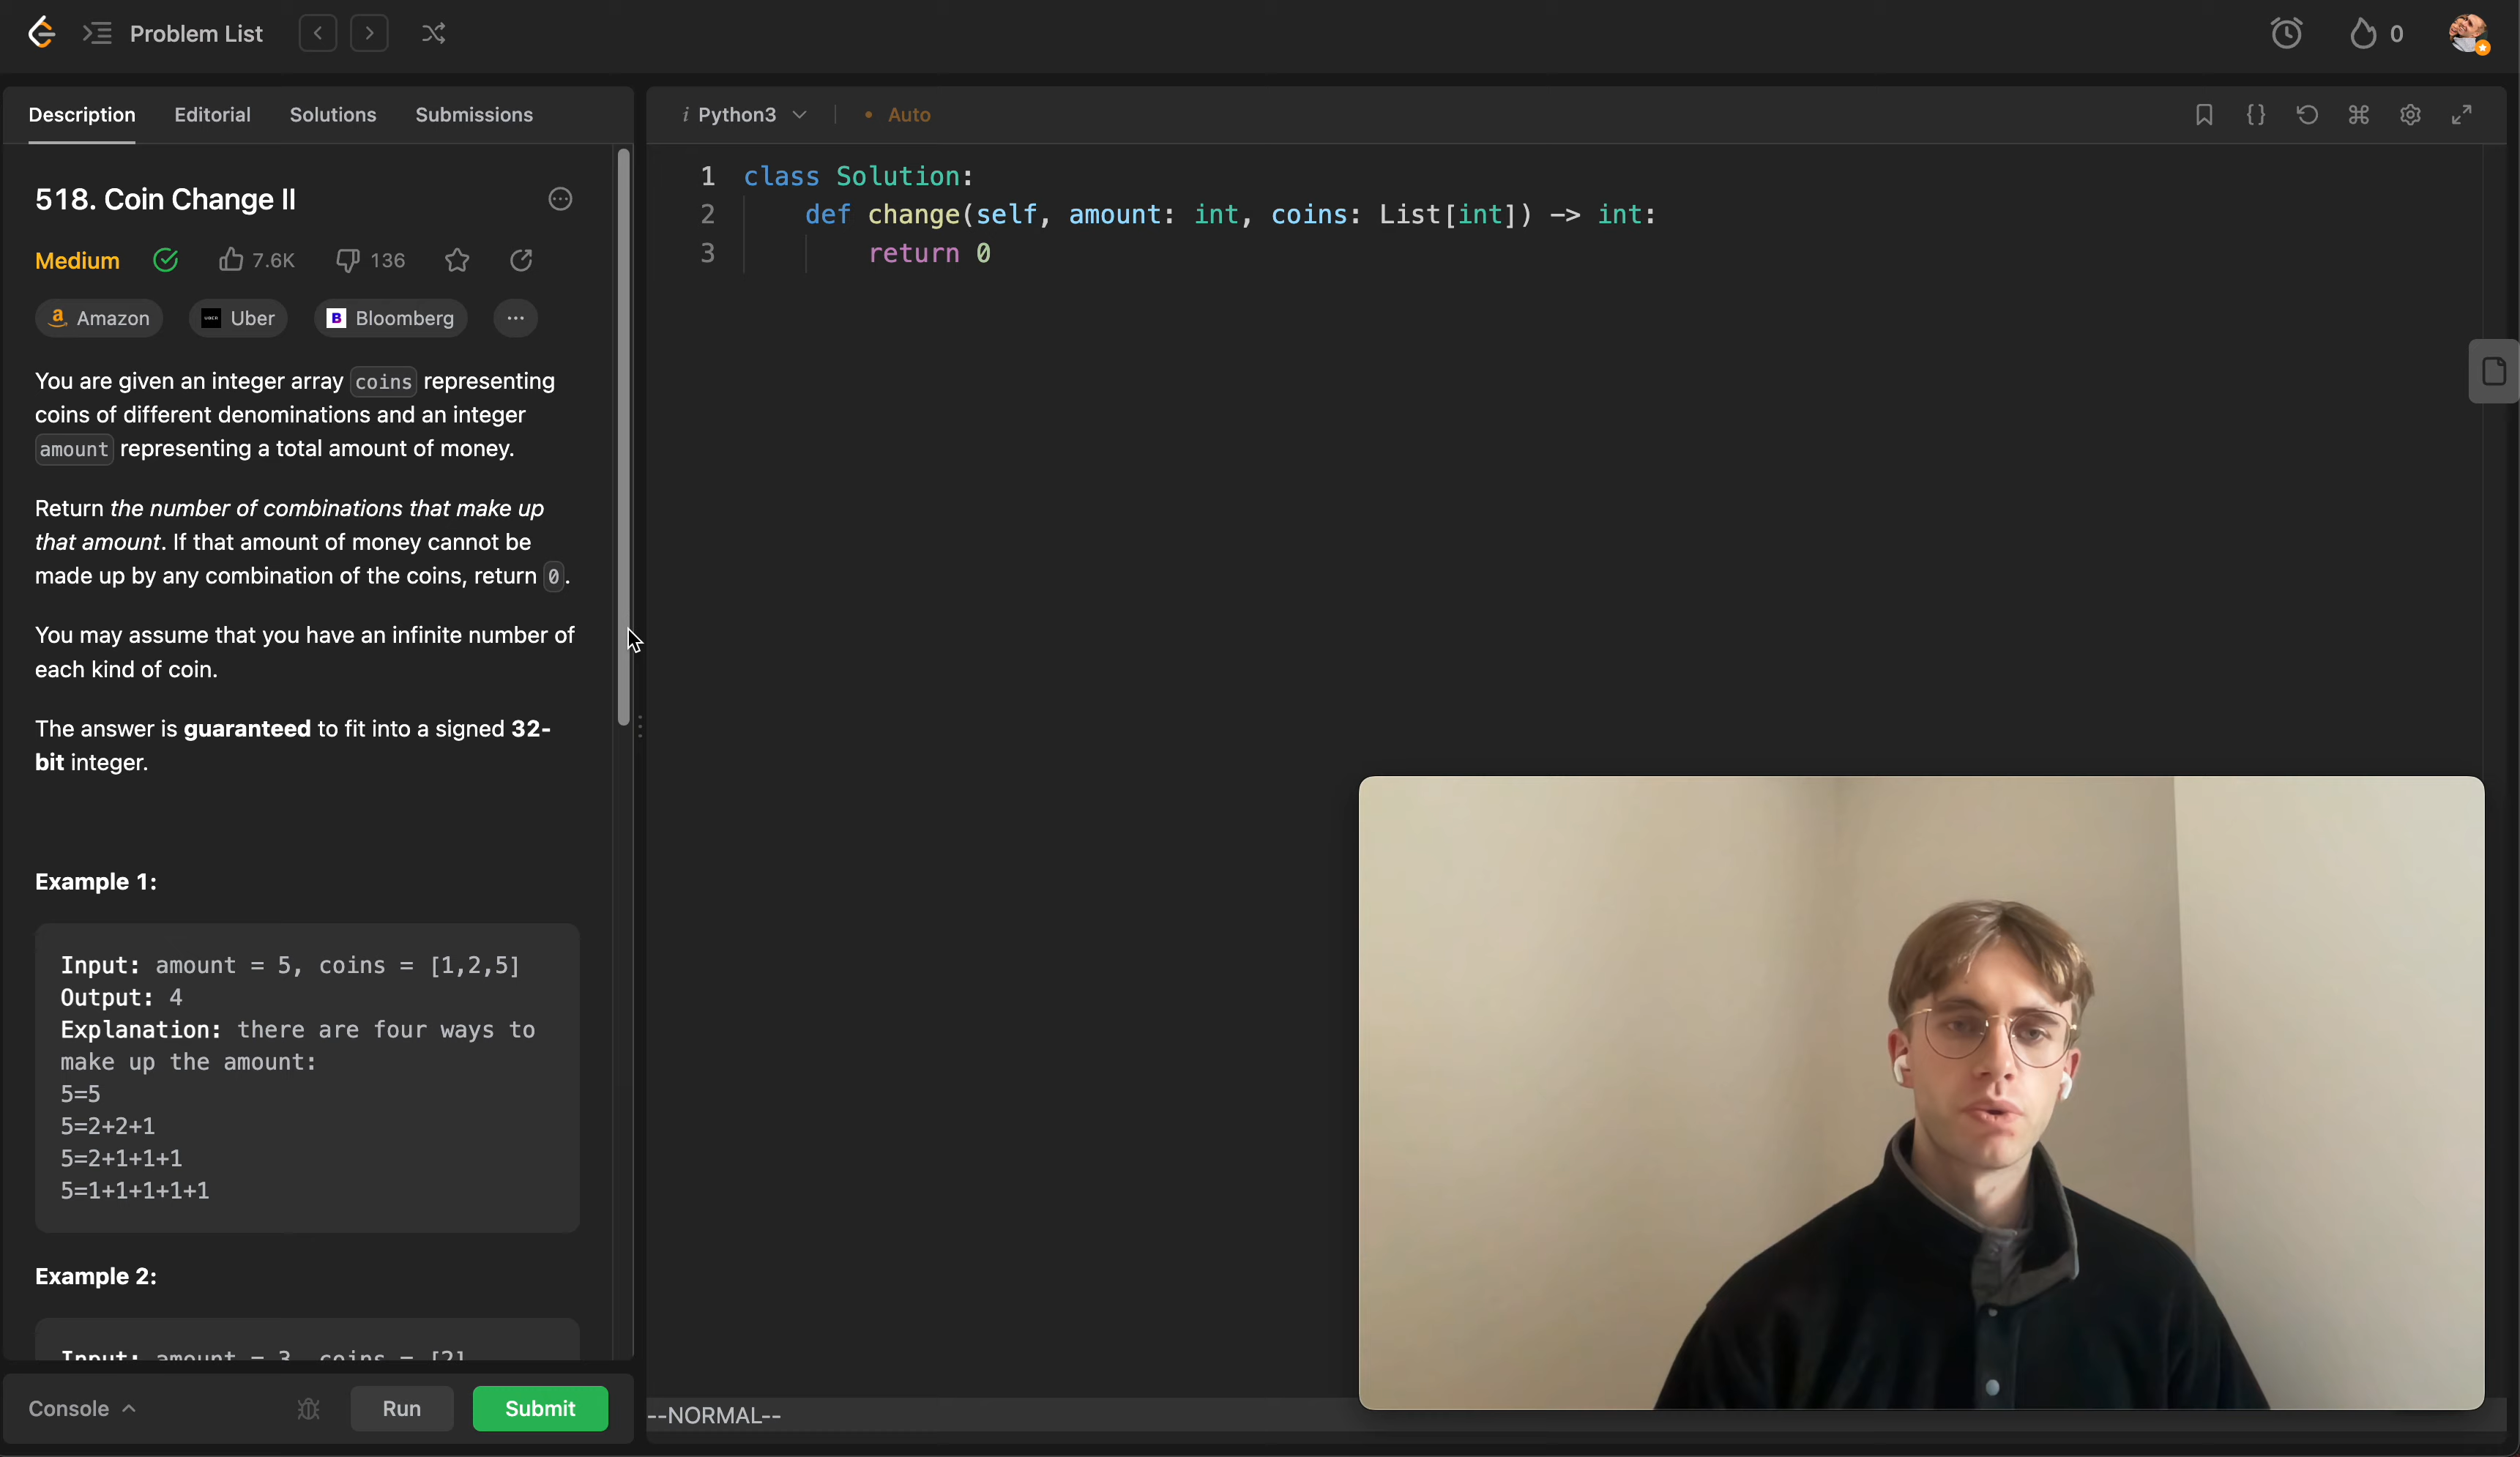 Problem List
0
Description Editorial Solutions Submissions
518. Coin Change II
Medium 7.6K 136
Amazon Uber Bloomberg
You are given an integer array coins representing
coins of different denominations and an integer
amount representing a total amount of money.
Return the number of combinations that make up
that amount. If that amount of money cannot be
made up by any combination of the coins, return 0.
You may assume that you have an infinite number of
each kind of coin.
The answer is guaranteed to fit into a signed 32-
bit integer.
Example 1:
Input: amount = 5, coins = [1,2,5]
Output: 4
Explanation: there are four ways to
make up the amount:
5=5
5=2+2+1
5=2+1+1+1
5=1+1+1+1+1
Example 2:
Input: amount = 3, coins = [2]
Console Run Submit
i Python3 Auto
1 class Solution:
2 def change(self, amount: int, coins: List[int]) -> int:
3 return 0
--NORMAL--